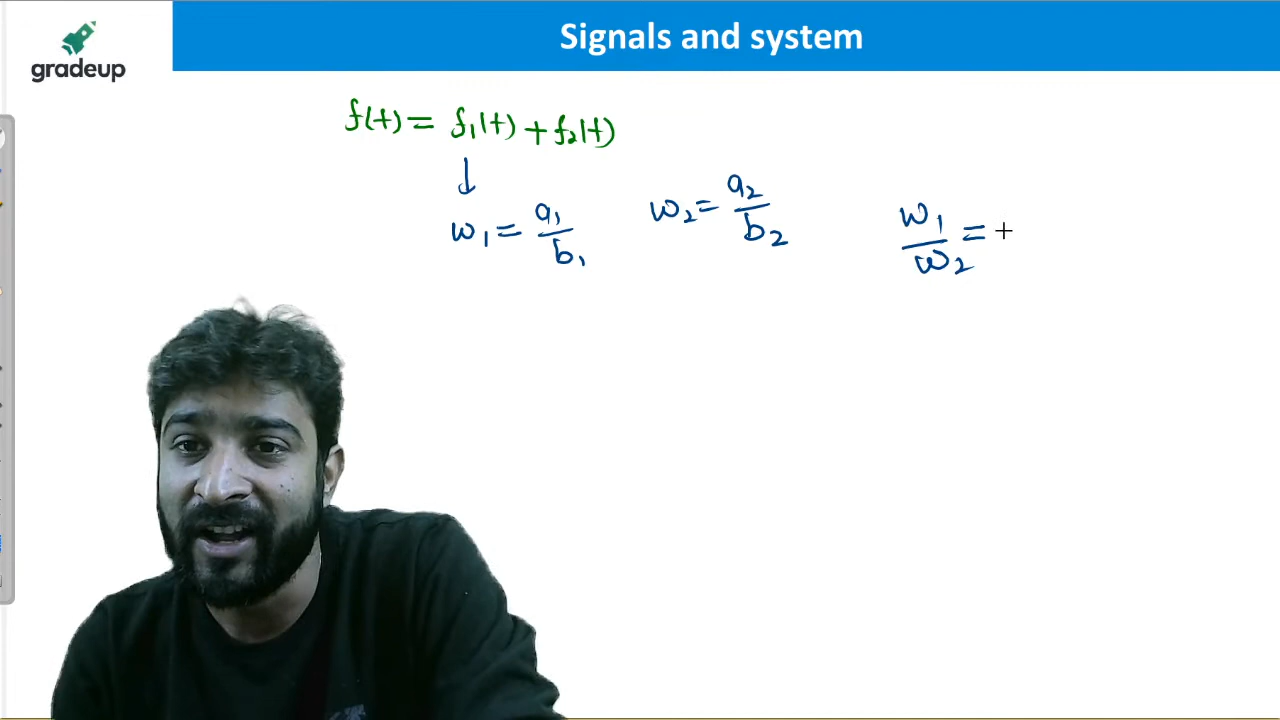 gradeup
Signals and system
f(t) = f₁(t) + f₂(t)
↓
ω₁ = a₁/b₁
ω₂ = a₂/b₂
ω₁/ω₂ =